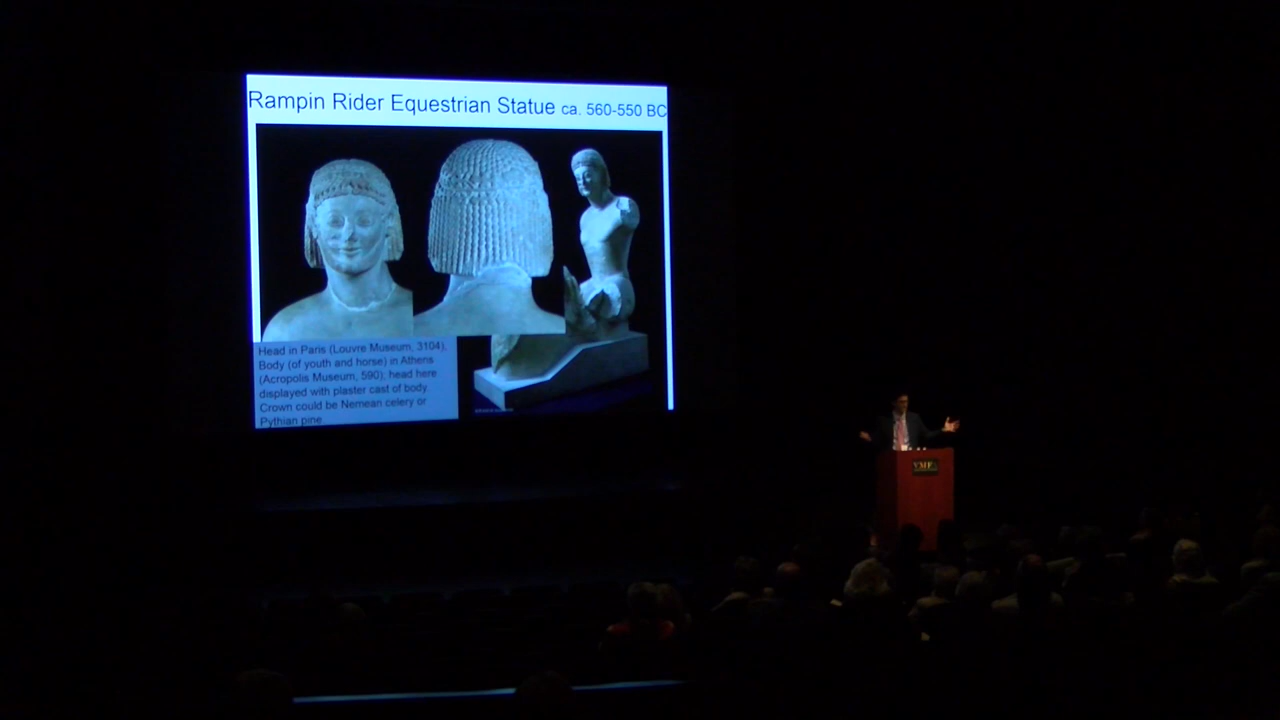 Rampin Rider Equestrian Statue ca. 560-550 BC
Head in Paris (Louvre Museum, 3104),
Body (of youth and horse) in Athens
(Acropolis Museum, 590); head here
displayed with plaster cast of body.
Crown could be Nemean celery or
Pythian pine.
VMFA